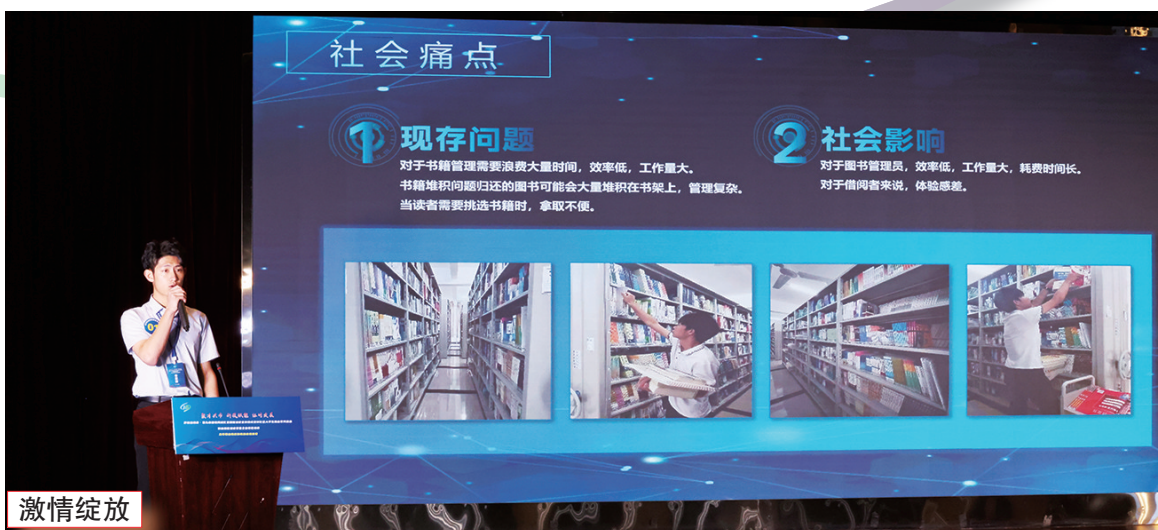 社会痛点
1 现存问题
对于书籍管理需要浪费大量时间，效率低，工作量大。
书籍堆积问题归还的图书可能会大量堆积在书架上，管理复杂。
当读者需要挑选书籍时，拿取不便。
2 社会影响
对于图书管理员，效率低，工作量大，耗费时间长。
对于借阅者来说，体验感差。
激情绽放